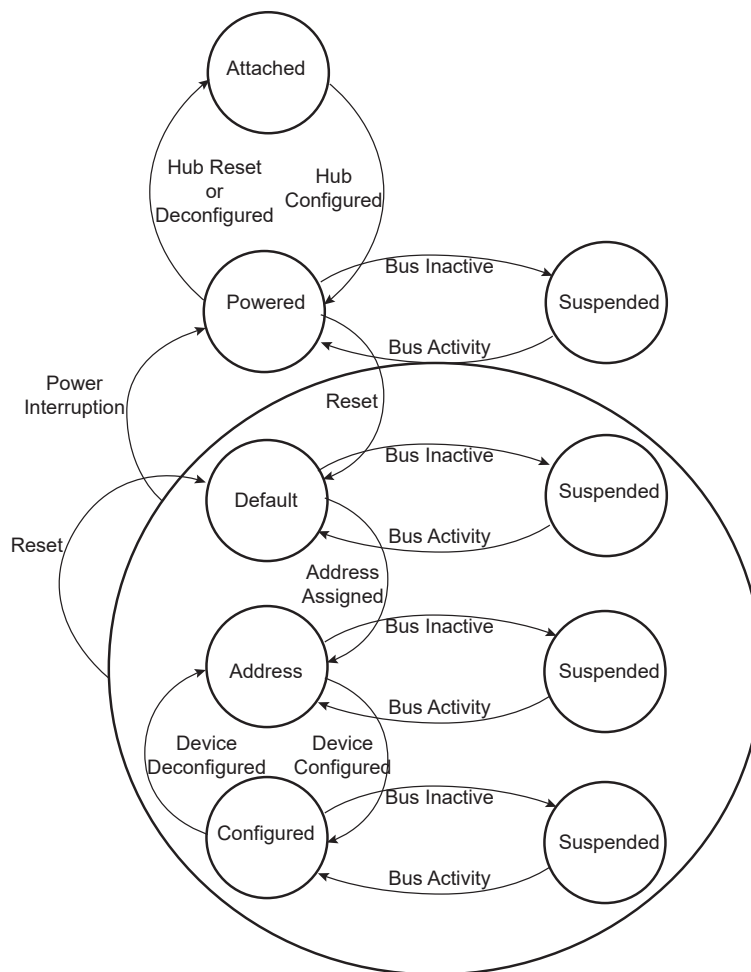 Attached
Hub Reset
or
Deconfigured
Hub
Configured
Bus Inactive
Powered
Suspended
Bus Activity
Power
Interruption
Reset
Bus Inactive
Default
Suspended
Bus Activity
Reset
Address
Assigned
Bus Inactive
Address
Suspended
Bus Activity
Device
Deconfigured
Device
Configured
Bus Inactive
Configured
Suspended
Bus Activity